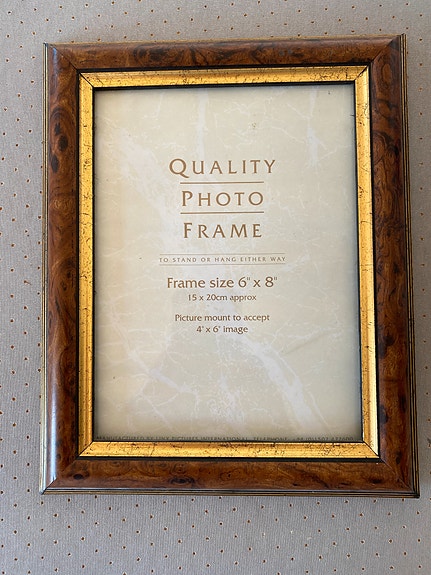 QUALITY
PHOTO
FRAME
TO STAND OR HANG EITHER WAY
Frame size 6" x 8"
15 x 20cm approx
Picture mount to accept
4" x 6" image